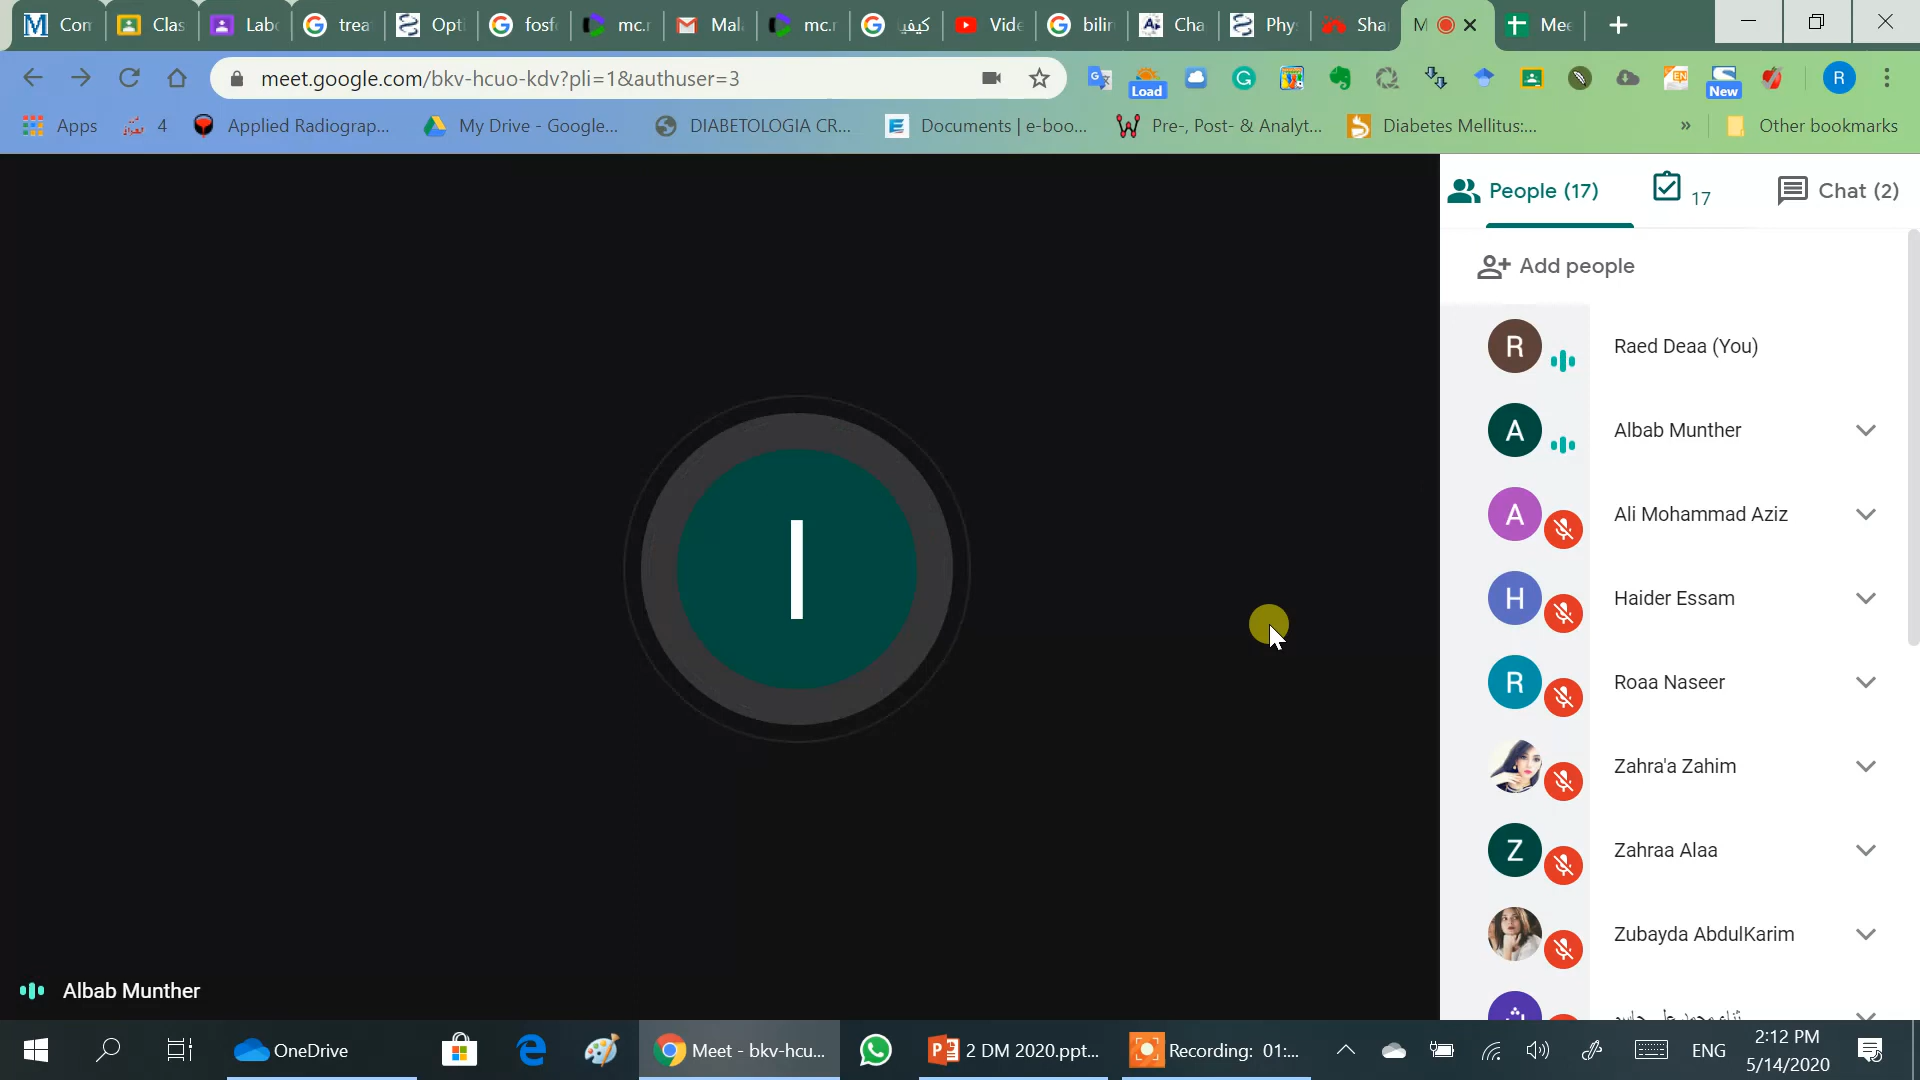 Con
Clas
Labo
trea
Opti
fosf
mc.r
Mala
mc.r
كيفية
Vide
bilir
Cha
Phy
Sha
M
Mee
meet.google.com/bkv-hcuo-kdv?pli=1&authuser=3
Load
New
R
Apps
4
Applied Radiograp...
My Drive - Google...
DIABETOLOGIA CR...
Documents | e-boo...
Pre-, Post- & Analyt...
Diabetes Mellitus:...
»
Other bookmarks
People (17)
17
Chat (2)
Add people
R
Raed Deaa (You)
A
Albab Munther
A
Ali Mohammad Aziz
H
Haider Essam
R
Roaa Naseer
Zahra'a Zahim
Z
Zahraa Alaa
Zubayda AbdulKarim
Albab Munther
OneDrive
Meet - bkv-hcu...
2 DM 2020.ppt...
Recording: 01:...
ENG
2:12 PM
5/14/2020